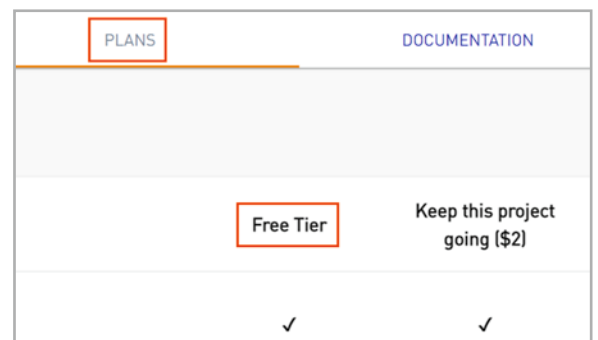 PLANS
DOCUMENTATION
Free Tier
Keep this project
going ($2)
✓
✓